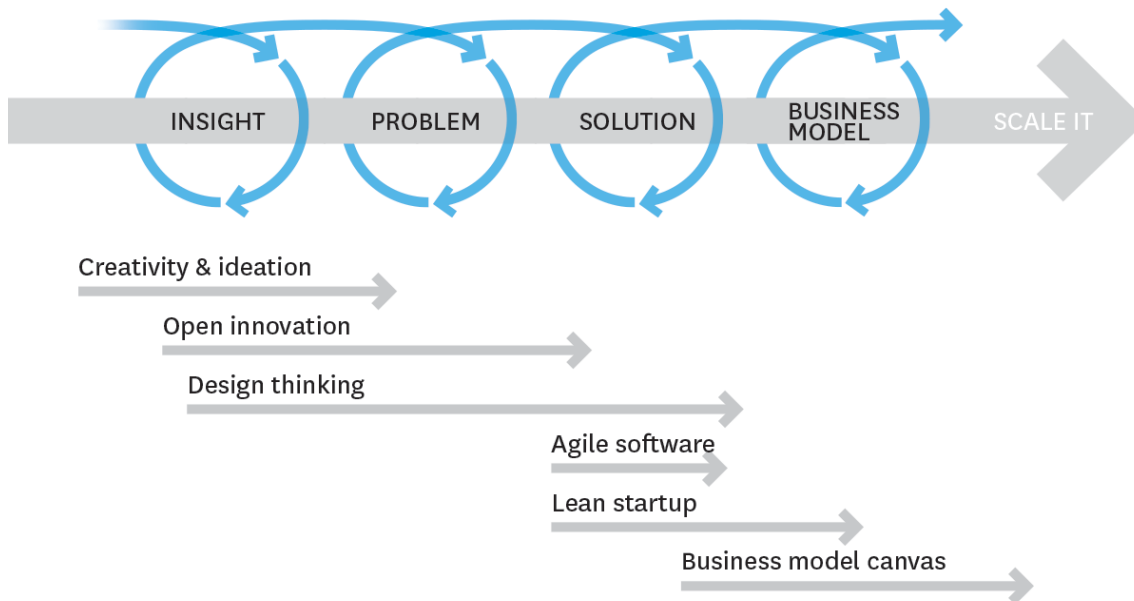 INSIGHT
PROBLEM
SOLUTION
BUSINESS
MODEL
SCALE IT
Creativity & ideation
Open innovation
Design thinking
Agile software
Lean startup
Business model canvas